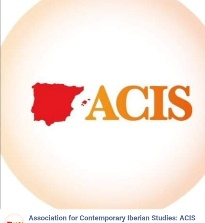 ACIS
Association for Contemporary Iberian Studies: ACIS